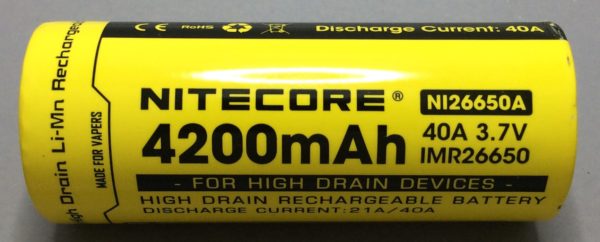 CE RoHS Discharge Current: 40A
High Drain Li-Mn Rechargeable
MADE FOR VAPERS
NITECORE® NI26650A
4200mAh
40A 3.7V
IMR26650
- FOR HIGH DRAIN DEVICES -
HIGH DRAIN RECHARGEABLE BATTERY
DISCHARGE CURRENT:21A/40A